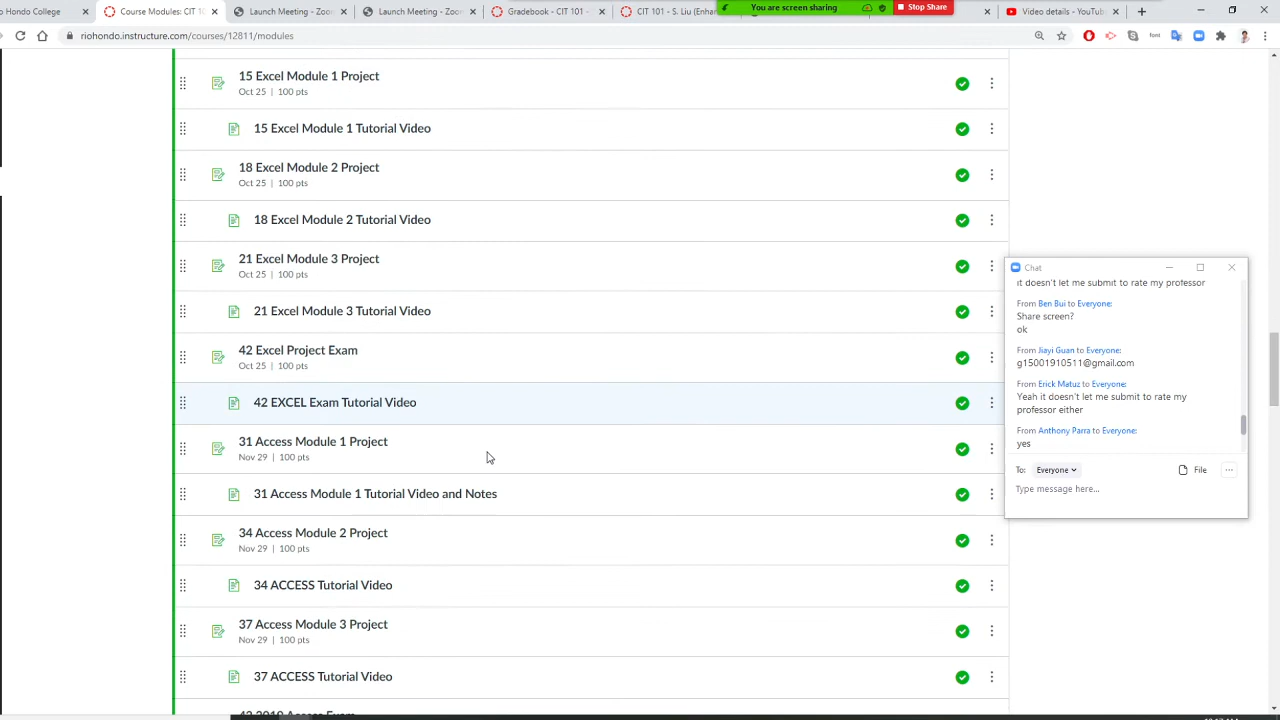 o Hondo College
Course Modules: CIT 10
Launch Meeting - Zoom
Launch Meeting - Zoom
Gradebook - CIT 101 -
CIT 101 - S. Liu (Enha
You are screen sharing
Stop Share
Video details - YouTub
riohondo.instructure.com/courses/12811/modules
15 Excel Module 1 Project
Oct 25 | 100 pts
15 Excel Module 1 Tutorial Video
18 Excel Module 2 Project
Oct 25 | 100 pts
18 Excel Module 2 Tutorial Video
21 Excel Module 3 Project
Oct 25 | 100 pts
21 Excel Module 3 Tutorial Video
42 Excel Project Exam
Oct 25 | 100 pts
42 EXCEL Exam Tutorial Video
31 Access Module 1 Project
Nov 29 | 100 pts
31 Access Module 1 Tutorial Video and Notes
34 Access Module 2 Project
Nov 29 | 100 pts
34 ACCESS Tutorial Video
37 Access Module 3 Project
Nov 29 | 100 pts
37 ACCESS Tutorial Video
Chat
it doesn't let me submit to rate my professor
From Ben Bui to Everyone:
Share screen?
ok
From Jiayi Guan to Everyone:
g15001910511@gmail.com
From Erick Matuz to Everyone:
Yeah it doesn't let me submit to rate my
professor either
From Anthony Parra to Everyone:
yes
To: Everyone
File
Type message here...